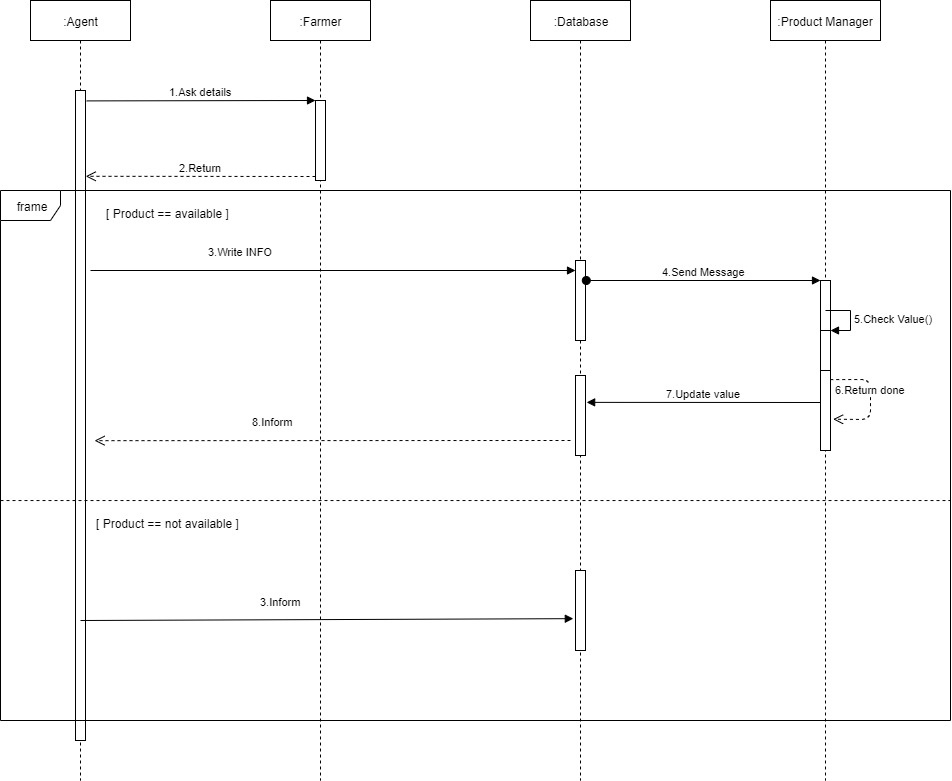 :Agent
:Farmer
:Database
:Product Manager
1.Ask details
2.Return
frame
[ Product == available ]
3.Write INFO
4.Send Message
5.Check Value()
6.Return done
7.Update value
8.Inform
[ Product == not available ]
3.Inform